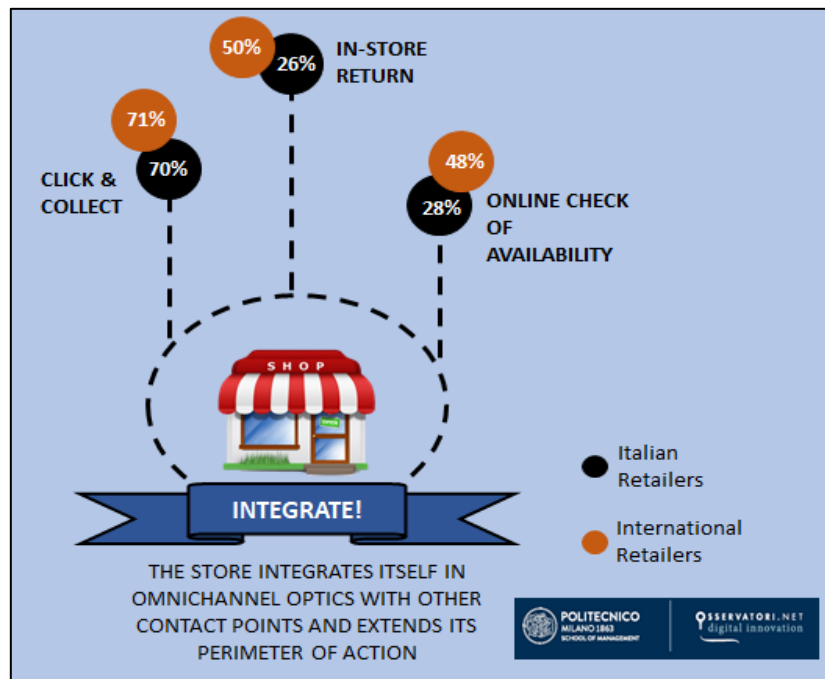 50%
26%
IN-STORE
RETURN
71%
70%
CLICK &
COLLECT
48%
28%
ONLINE CHECK
OF
AVAILABILITY
SHOP
OPEN
INTEGRATE!
Italian
Retailers
International
Retailers
THE STORE INTEGRATES ITSELF IN
OMNICHANNEL OPTICS WITH OTHER
CONTACT POINTS AND EXTENDS ITS
PERIMETER OF ACTION
POLITECNICO
MILANO 1863
SCHOOL OF MANAGEMENT
OSSERVATORI.NET
digital innovation